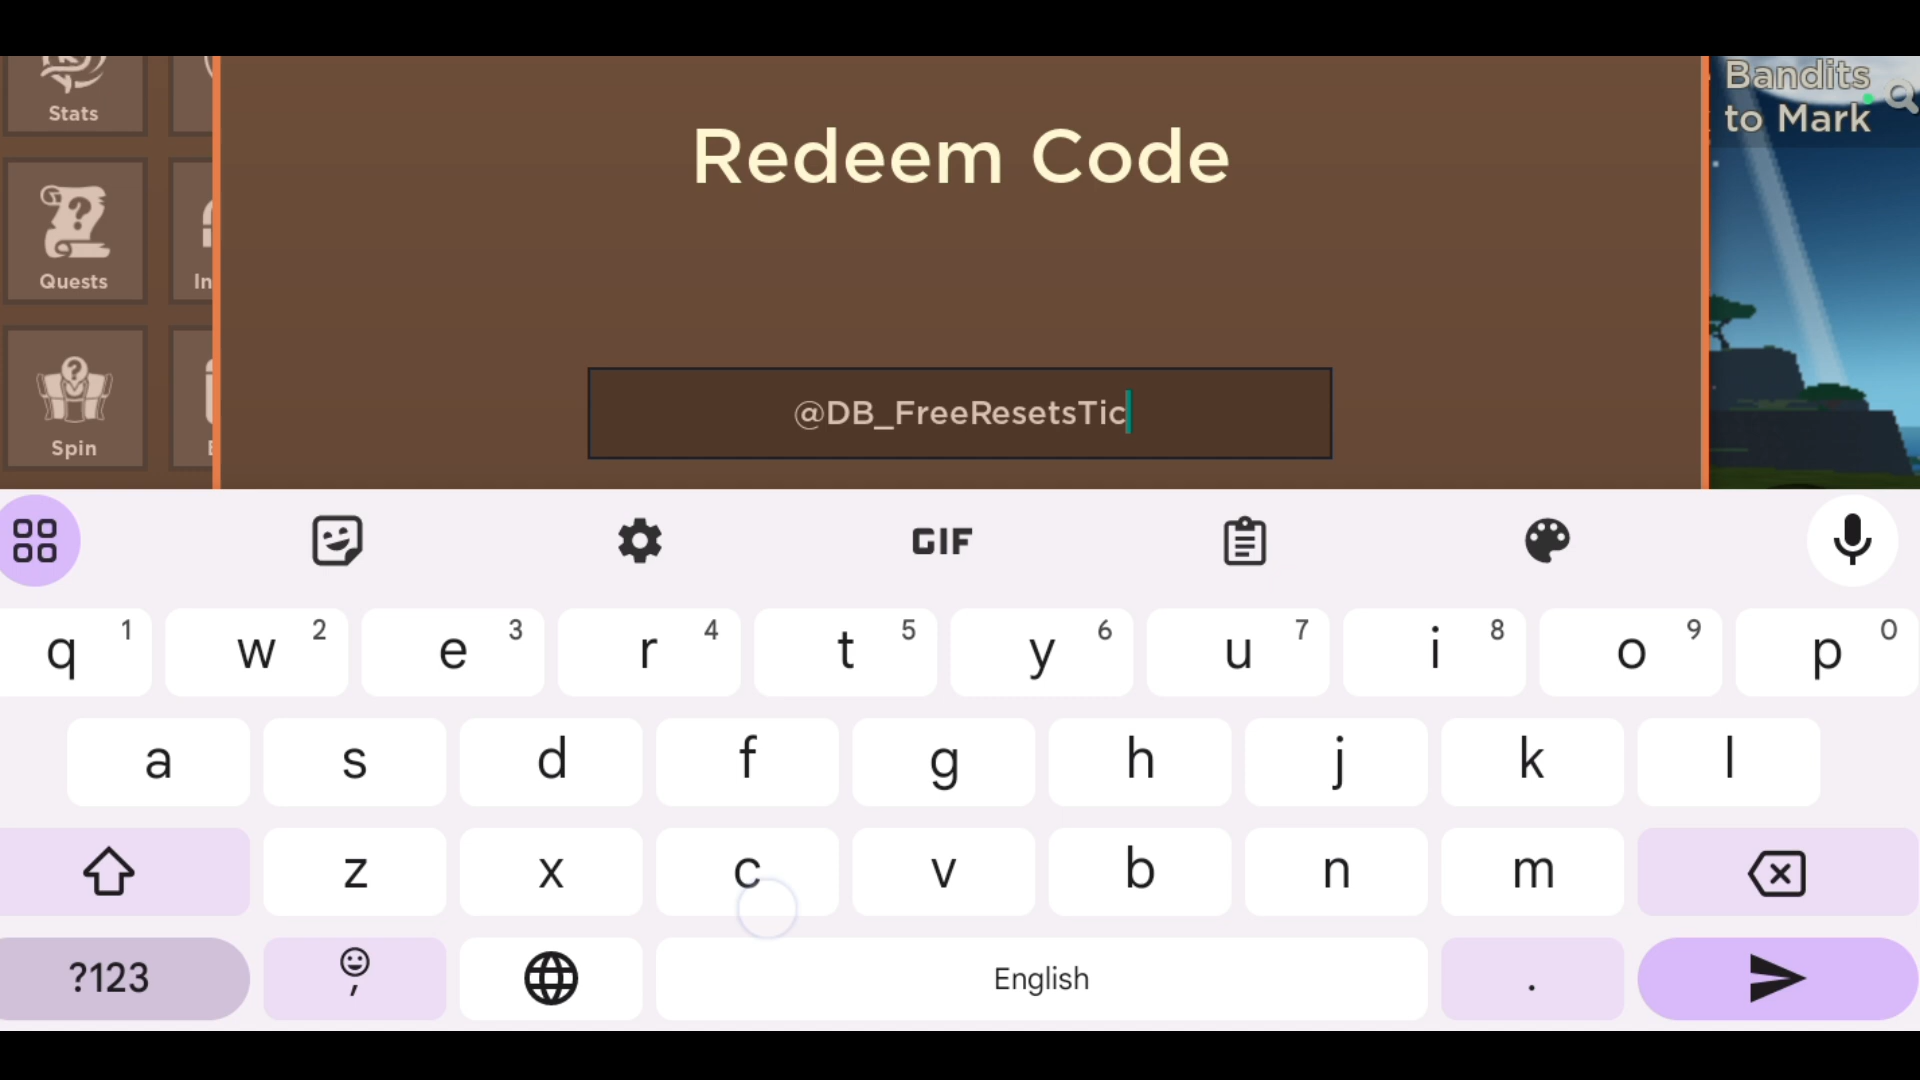 Stats
Quests
In
Spin
Redeem Code
@DB_FreeResetsTic
Bandits
to Mark
GIF
q 1 w 2 e 3 r 4 t 5 y 6 u 7 i 8 o 9 p 0
a s d f g h j k l
z x c v b n m
?123 , English .